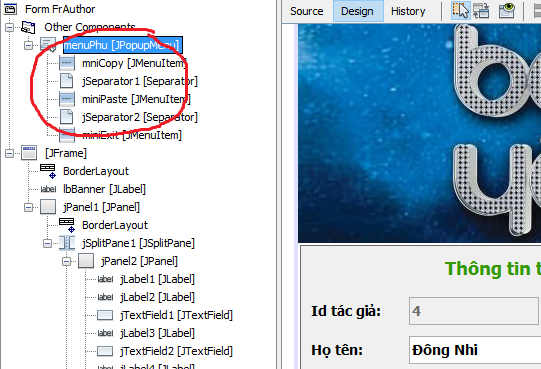 Form FrAuthor
Other Components
menuPhu [JPopupMenu]
mniCopy [JMenuItem]
jSeparator1 [Separator]
miniPaste [JMenuItem]
jSeparator2 [Separator]
miniExit [JMenuItem]
[JFrame]
BorderLayout
label lbBanner [JLabel]
jPanel1 [JPanel]
BorderLayout
jSplitPane1 [JSplitPane]
jPanel2 [JPanel]
label jLabel1 [JLabel]
label jLabel2 [JLabel]
jTextField1 [JTextField]
label jLabel3 [JLabel]
jTextField2 [JTextField]
label jLabel4 [JLabel]
Source Design History
be
yo
Thông tin t
Id tác giả: 4
Họ tên: Đông Nhi